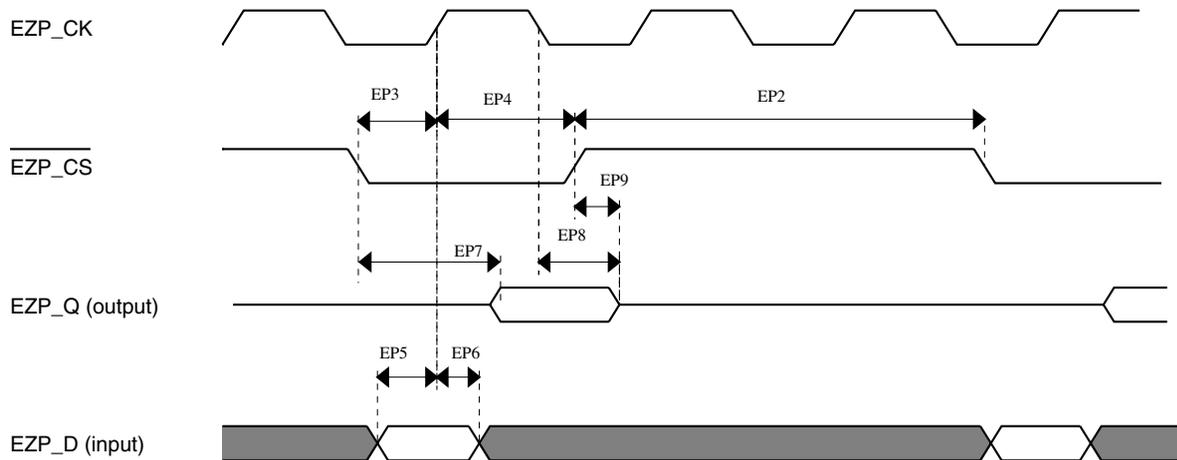 EZP_CK
EP3
EP4
EP2
EZP_CS
EP9
EP8
EP7
EZP_Q (output)
EP5
EP6
EZP_D (input)